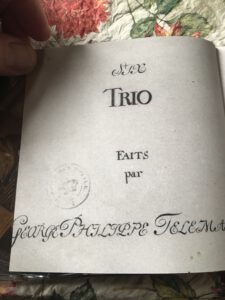 SIX
TRIO
FAITS
par
GEORGE PHILIPPE TELEMA